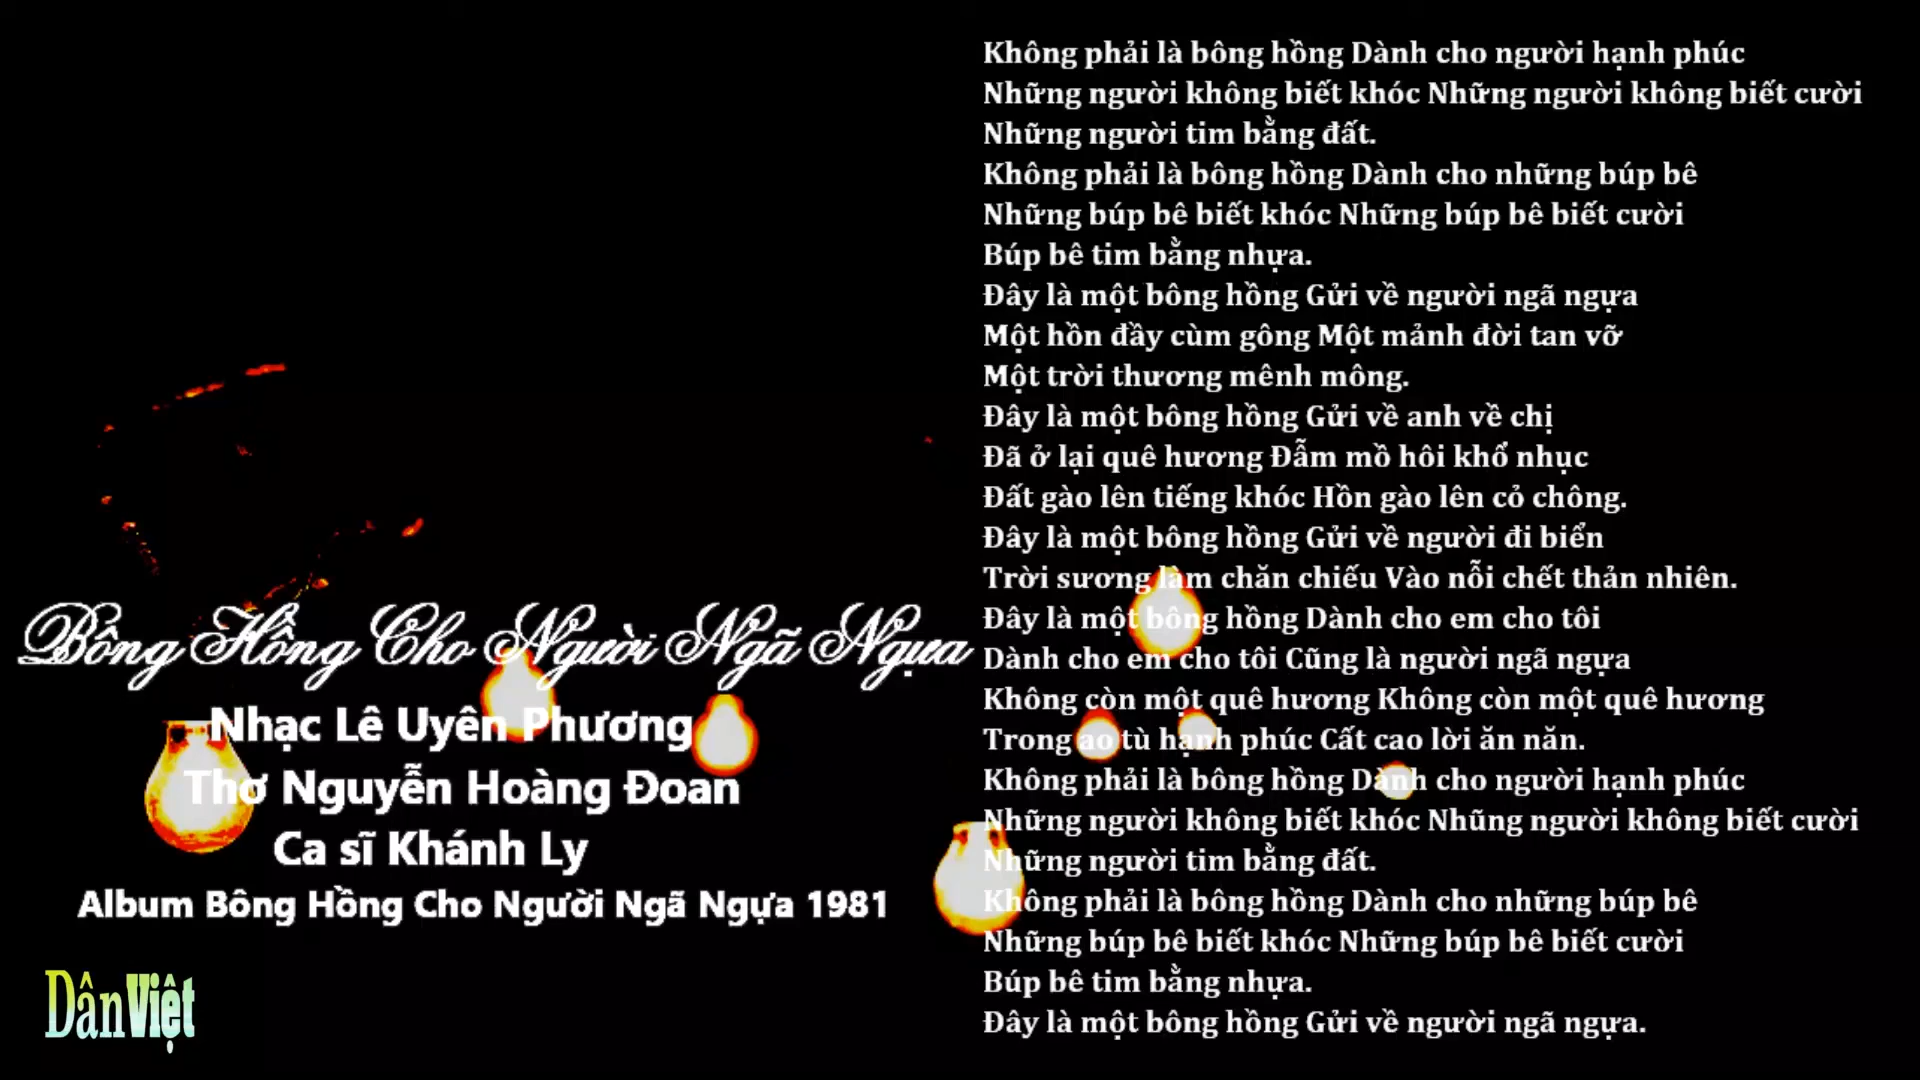 Bông Hồng Cho Người Ngã Ngựa
Nhạc Lê Uyên Phương
Thơ Nguyễn Hoàng Đoan
Ca sĩ Khánh Ly
Album Bông Hồng Cho Người Ngã Ngựa 1981
DânViệt
Không phải là bông hồng Dành cho người hạnh phúc
Những người không biết khóc Những người không biết cười
Những người tim bằng đất.
Không phải là bông hồng Dành cho những búp bê
Những búp bê biết khóc Những búp bê biết cười
Búp bê tim bằng nhựa.
Đây là một bông hồng Gửi về người ngã ngựa
Một hồn đầy cùm gông Một mảnh đời tan vỡ
Một trời thương mênh mông.
Đây là một bông hồng Gửi về anh về chị
Đã ở lại quê hương Đẫm mồ hôi khổ nhục
Đất gào lên tiếng khóc Hồn gào lên cỏ chông.
Đây là một bông hồng Gửi về người đi biển
Trời sương làm chăn chiếu Vào nỗi chết thản nhiên.
Đây là một bông hồng Dành cho em cho tôi
Dành cho em cho tôi Cũng là người ngã ngựa
Không còn một quê hương Không còn một quê hương
Trong ao tù hạnh phúc Cất cao lời ăn năn.
Không phải là bông hồng Dành cho người hạnh phúc
Những người không biết khóc Nhũng người không biết cười
Những người tim bằng đất.
Không phải là bông hồng Dành cho những búp bê
Những búp bê biết khóc Những búp bê biết cười
Búp bê tim bằng nhựa.
Đây là một bông hồng Gửi về người ngã ngựa.